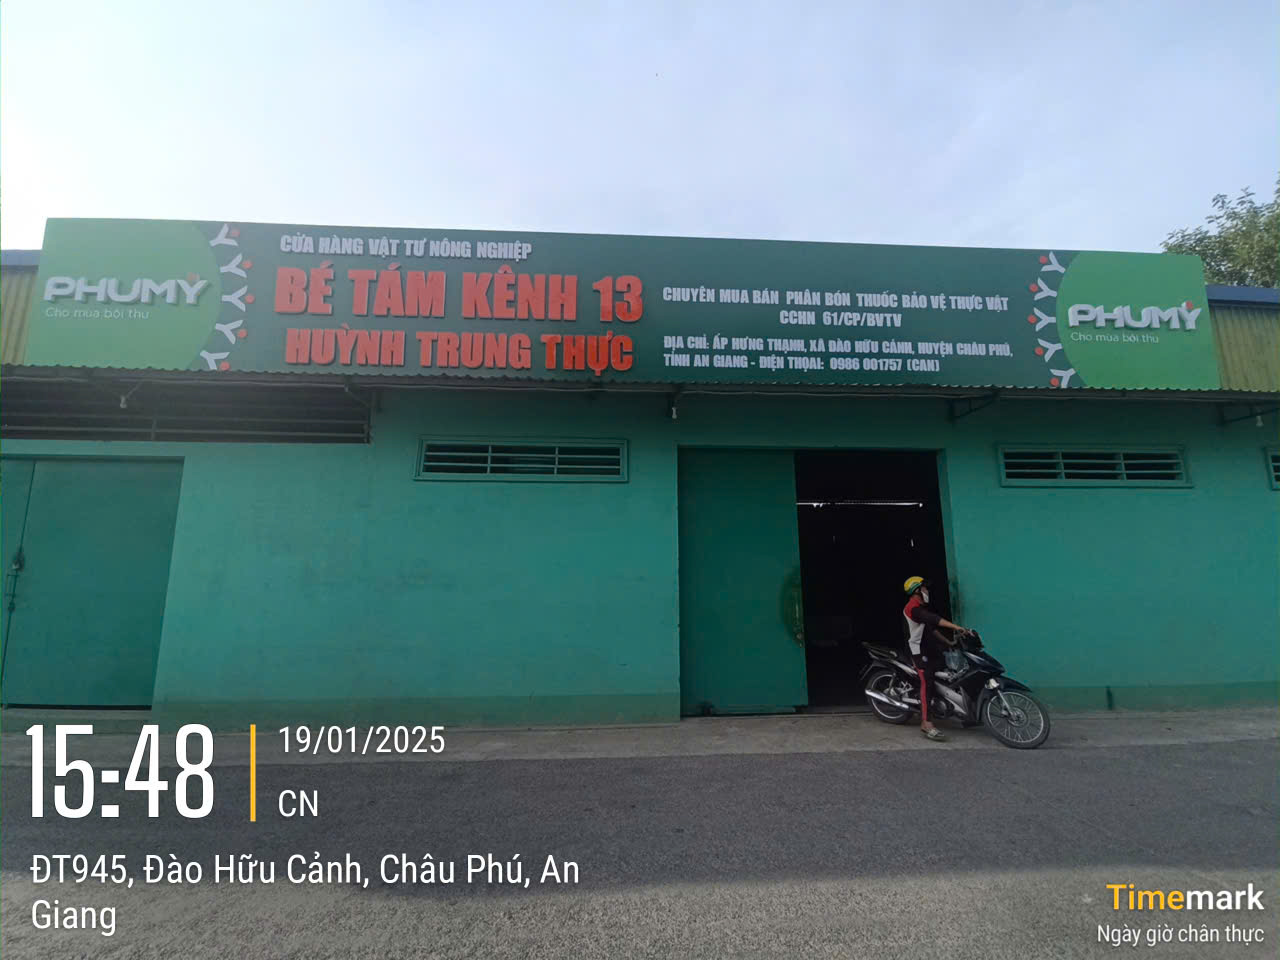 PHUMY
Cho mùa bội thu
CỬA HÀNG VẬT TƯ NÔNG NGHIỆP
BÉ TÁM KÊNH 13
HUỲNH TRUNG THỰC
CHUYÊN MUA BÁN PHÂN BÓN THUỐC BẢO VỆ THỰC VẬT
CCHN 61/CP/BVTV
ĐỊA CHỈ: ẤP HƯNG THẠNH, XÃ ĐÀO HỮU CẢNH, HUYỆN CHÂU PHÚ,
TỈNH AN GIANG - ĐIỆN THOẠI: 0986 001757 (CAN)
PHUMY
Cho mùa bội thu
15:48
19/01/2025
CN
ĐT945, Đào Hữu Cảnh, Châu Phú, An
Giang
Timemark
Ngày giờ chân thực